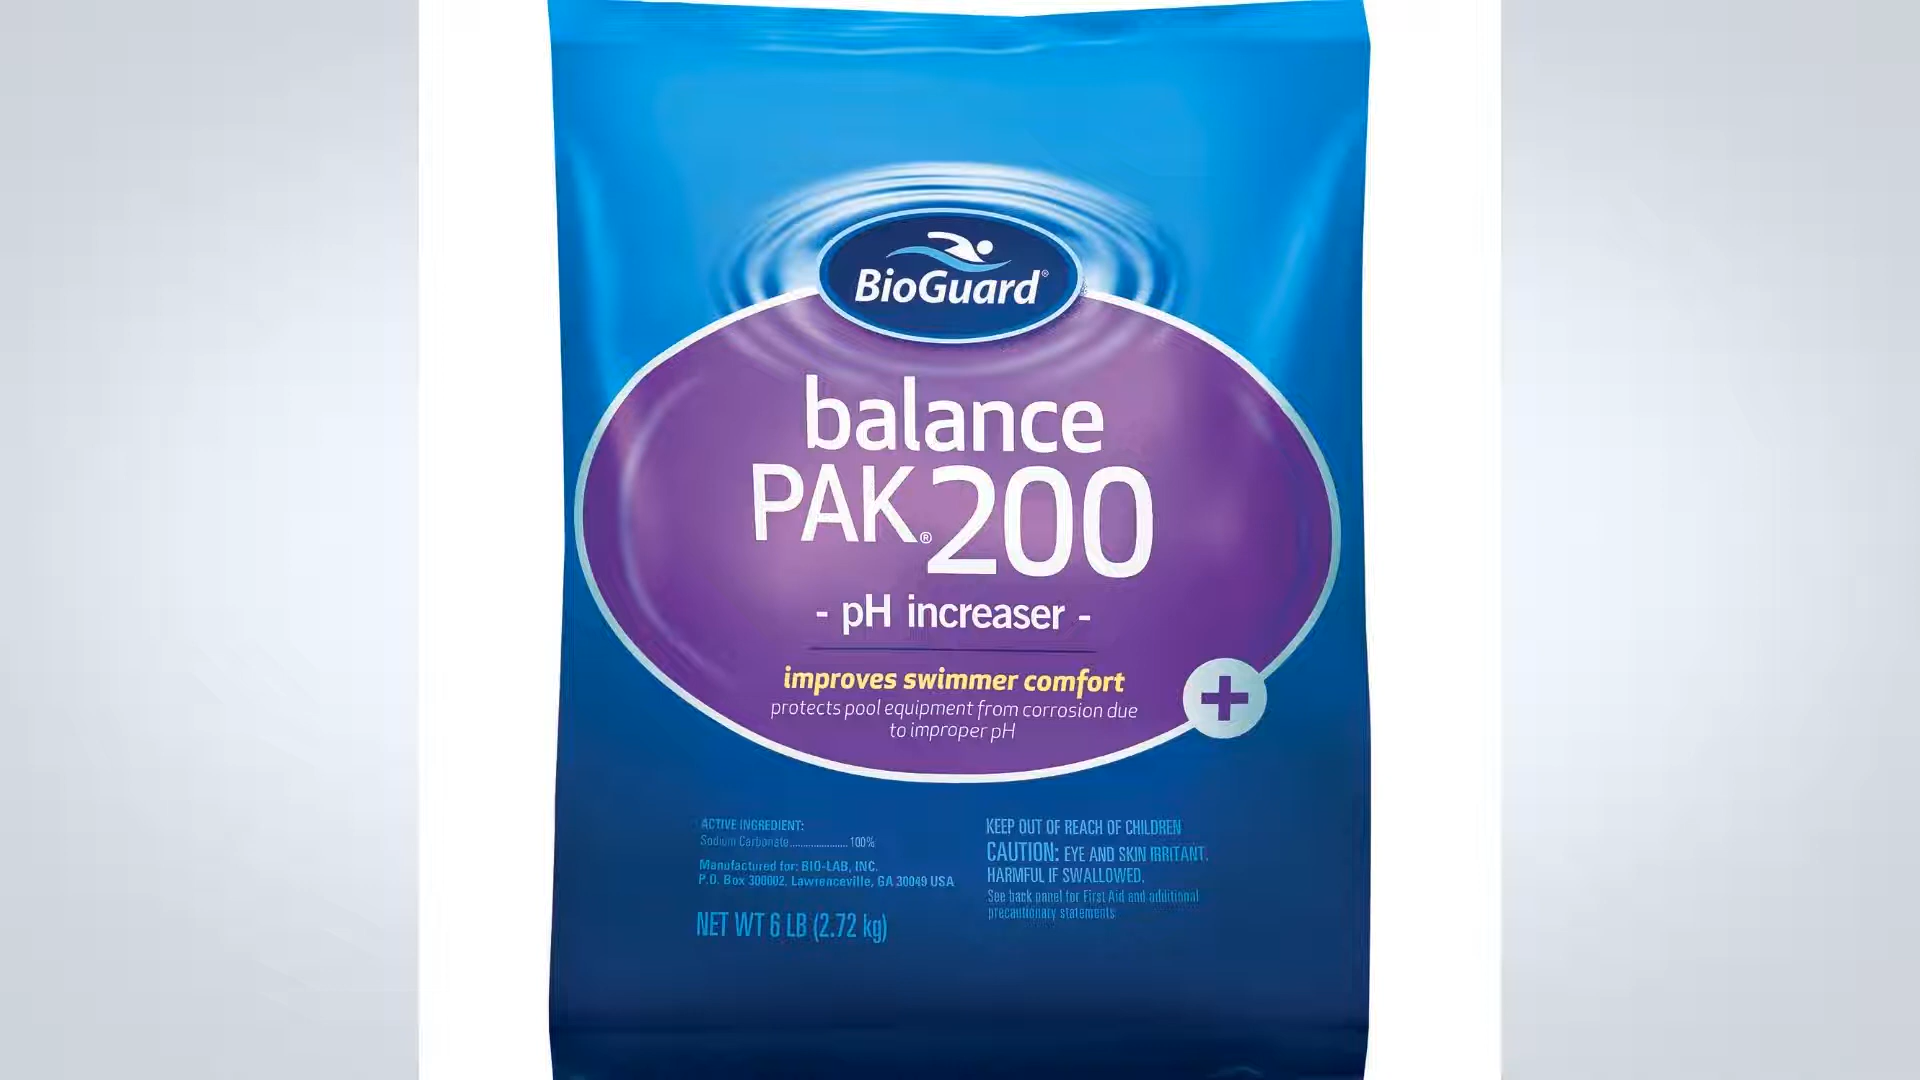 BioGuard®
balance
PAK®200
- pH increaser -
improves swimmer comfort
protects pool equipment from corrosion due
to improper pH
ACTIVE INGREDIENT:
Sodium Carbonate..................... 100%
Manufactured for: BIO-LAB, INC.
P.O. Box 300002, Lawrenceville, GA 30049 USA
NET WT 6 LB (2.72 kg)
KEEP OUT OF REACH OF CHILDREN
CAUTION: EYE AND SKIN IRRITANT.
HARMFUL IF SWALLOWED.
See back panel for First Aid and additional
precautionary statements